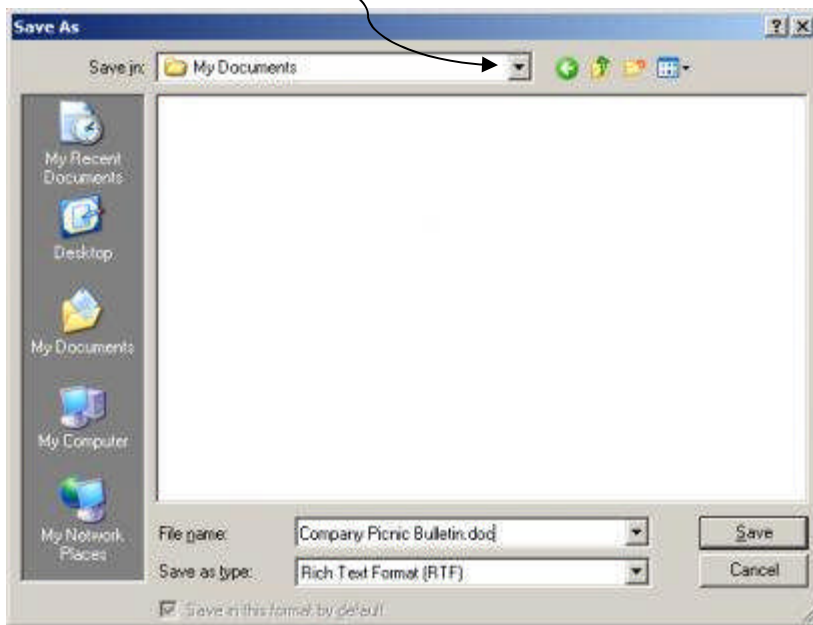 Save As
Save in:
My Documents
My Recent
Documents
Desktop
My Documents
My Computer
My Network
Places
File name:
Company Picnic Bulletin.doc
Save
Save as type:
Rich Text Format (RTF)
Cancel
Save in this format by default